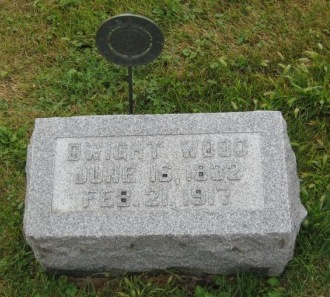 DWIGHT WOOD
JUNE 16, 1832
FEB. 21, 1917